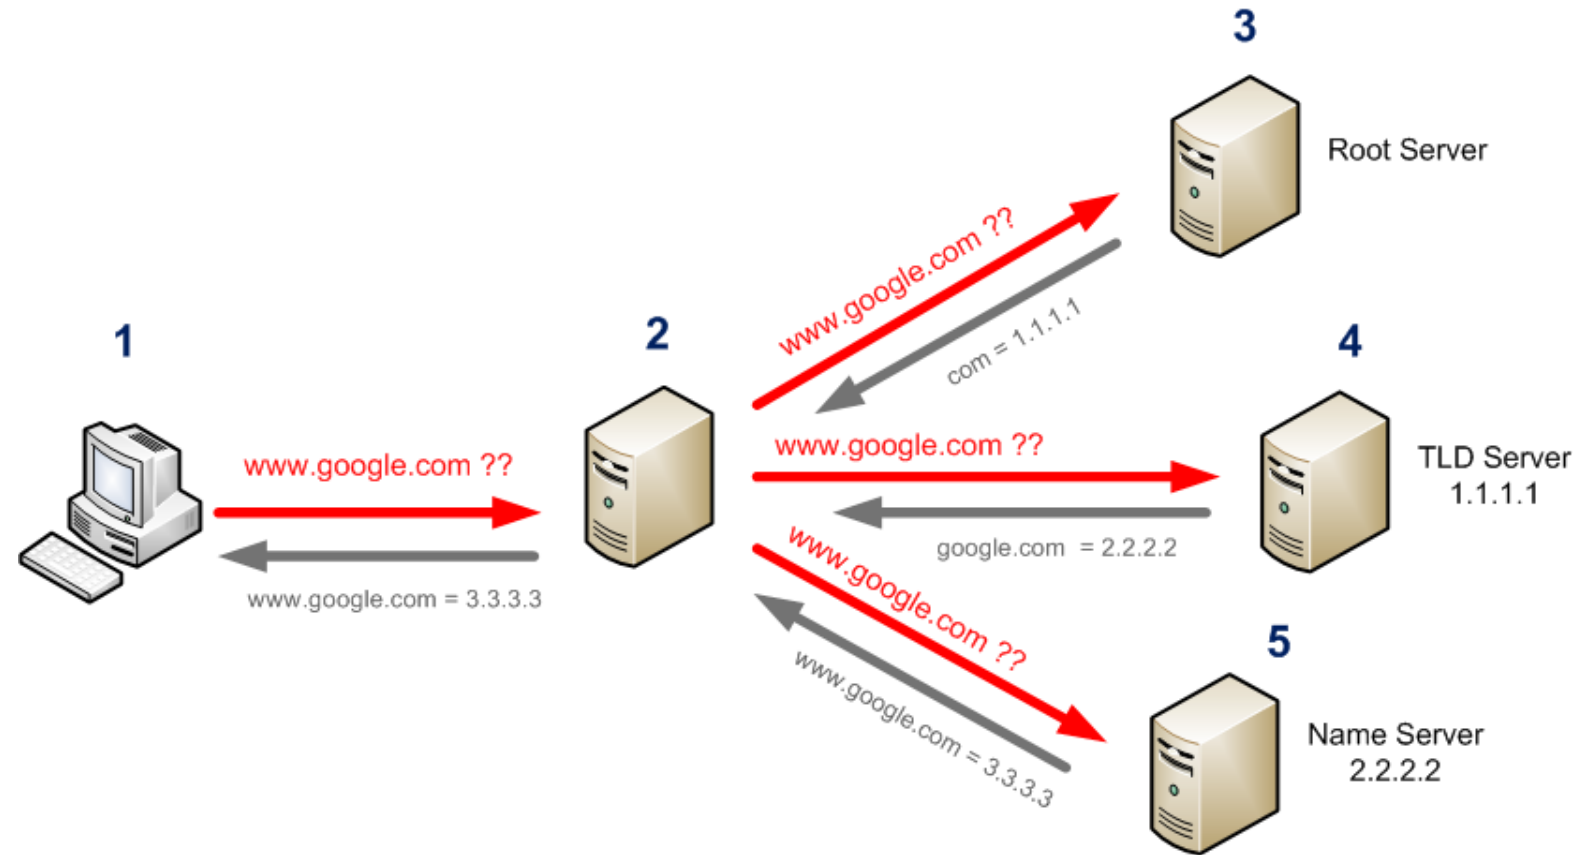 3
Root Server
www.google.com ??
com = 1.1.1.1
1
2
4
www.google.com ??
www.google.com = 3.3.3.3
www.google.com ??
google.com = 2.2.2.2
TLD Server
1.1.1.1
www.google.com ??
www.google.com = 3.3.3.3
5
Name Server
2.2.2.2